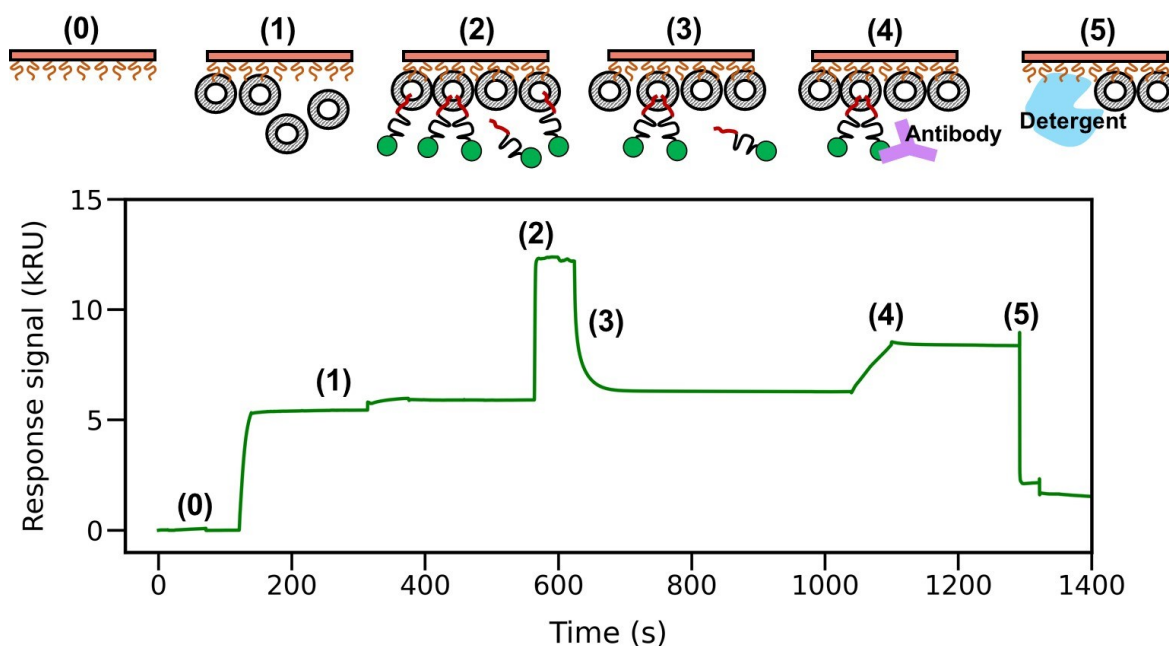 (0) (1) (2) (3) (4) (5)
Antibody
Detergent
15
(2)
10
(3)
(4)
(5)
(1)
5
(0)
0
Response signal (kRU)
0 200 400 600 800 1000 1200 1400
Time (s)